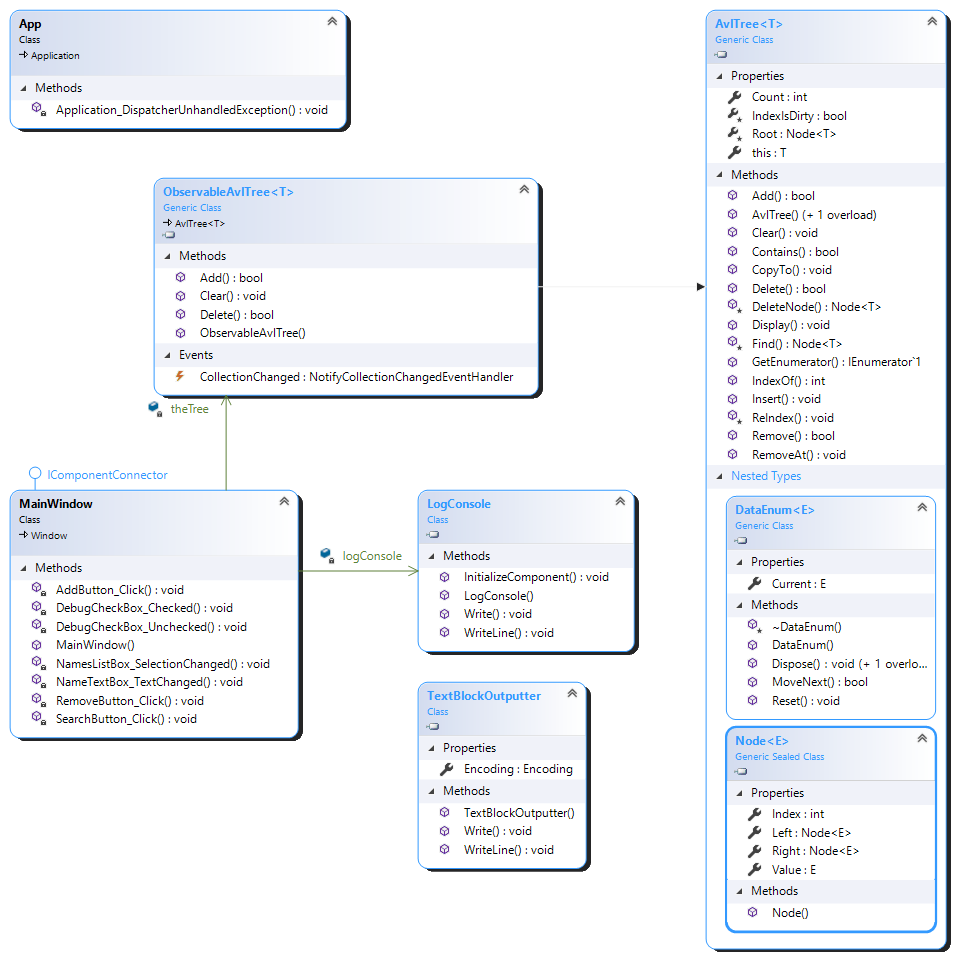 App
Class
Application
Methods
Application_DispatcherUnhandledException() : void
ObservableAvlTree<T>
Generic Class
AvlTree<T>
Methods
Add() : bool
Clear() : void
Delete() : bool
ObservableAvlTree()
Events
CollectionChanged : NotifyCollectionChangedEventHandler
theTree
IComponentConnector
MainWindow
Class
Window
Methods
AddButton_Click() : void
DebugCheckBox_Checked() : void
DebugCheckBox_Unchecked() : void
MainWindow()
NamesListBox_SelectionChanged() : void
NameTextBox_TextChanged() : void
RemoveButton_Click() : void
SearchButton_Click() : void
logConsole
LogConsole
Class
Methods
InitializeComponent() : void
LogConsole()
Write() : void
WriteLine() : void
TextBlockOutputter
Class
Properties
Encoding : Encoding
Methods
TextBlockOutputter()
Write() : void
WriteLine() : void
AvlTree<T>
Generic Class
Properties
Count : int
IndexIsDirty : bool
Root : Node<T>
this : T
Methods
Add() : bool
AvlTree() (+ 1 overload)
Clear() : void
Contains() : bool
CopyTo() : void
Delete() : bool
DeleteNode() : Node<T>
Display() : void
Find() : Node<T>
GetEnumerator() : IEnumerator`1
IndexOf() : int
Insert() : void
ReIndex() : void
Remove() : bool
RemoveAt() : void
Nested Types
DataEnum<E>
Generic Class
Properties
Current : E
Methods
~DataEnum()
DataEnum()
Dispose() : void (+ 1 overlo...
MoveNext() : bool
Reset() : void
Node<E>
Generic Sealed Class
Properties
Index : int
Left : Node<E>
Right : Node<E>
Value : E
Methods
Node()